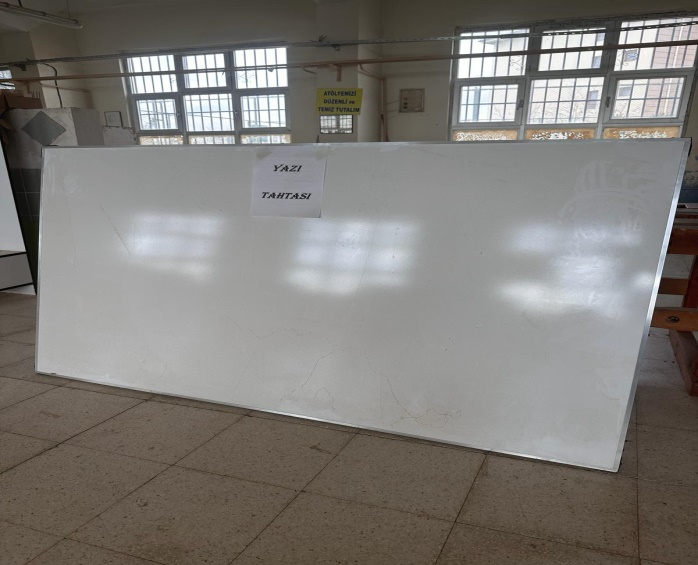 ATÖLYEMİZİ
DÜZENLİ ve
TEMİZ TUTALIM
YAZI
TAHTASI